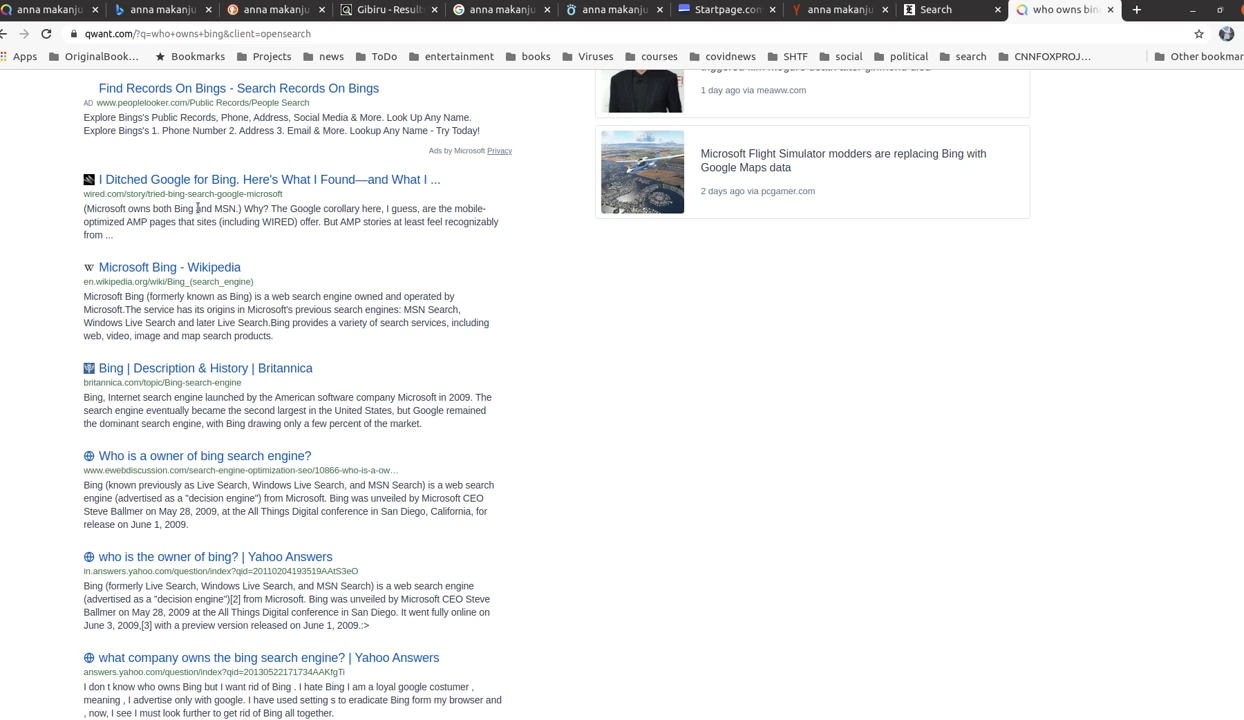 anna makanju
anna makanju
anna makanju
Gibiru - Result
anna makanju
anna makanju
Startpage.com
anna makanju
Search
who owns bin
qwant.com/?q=who+owns+bing&client=opensearch
Apps
OriginalBook...
Bookmarks
Projects
news
ToDo
entertainment
books
Viruses
courses
covidnews
SHTF
social
political
search
CNNFOXPROJ...
Other bookmar
Find Records On Bings - Search Records On Bings
AD www.peoplelooker.com/Public Records/People Search
Explore Bings's Public Records, Phone, Address, Social Media & More. Look Up Any Name.
Explore Bings's 1. Phone Number 2. Address 3. Email & More. Lookup Any Name - Try Today!
Ads by Microsoft Privacy
I Ditched Google for Bing. Here's What I Found—and What I ...
wired.com/story/tried-bing-search-google-microsoft
(Microsoft owns both Bing and MSN.) Why? The Google corollary here, I guess, are the mobile-
optimized AMP pages that sites (including WIRED) offer. But AMP stories at least feel recognizably
from ...
Microsoft Bing - Wikipedia
en.wikipedia.org/wiki/Bing_(search_engine)
Microsoft Bing (formerly known as Bing) is a web search engine owned and operated by
Microsoft.The service has its origins in Microsoft's previous search engines: MSN Search,
Windows Live Search and later Live Search.Bing provides a variety of search services, including
web, video, image and map search products.
Bing | Description & History | Britannica
britannica.com/topic/Bing-search-engine
Bing, Internet search engine launched by the American software company Microsoft in 2009. The
search engine eventually became the second largest in the United States, but Google remained
the dominant search engine, with Bing drawing only a few percent of the market.
Who is a owner of bing search engine?
www.ewebdiscussion.com/search-engine-optimization-seo/10866-who-is-a-ow…
Bing (known previously as Live Search, Windows Live Search, and MSN Search) is a web search
engine (advertised as a "decision engine") from Microsoft. Bing was unveiled by Microsoft CEO
Steve Ballmer on May 28, 2009, at the All Things Digital conference in San Diego, California, for
release on June 1, 2009.
who is the owner of bing? | Yahoo Answers
in.answers.yahoo.com/question/index?qid=20110204193519AAtS3eO
Bing (formerly Live Search, Windows Live Search, and MSN Search) is a web search engine
(advertised as a "decision engine")[2] from Microsoft. Bing was unveiled by Microsoft CEO Steve
Ballmer on May 28, 2009 at the All Things Digital conference in San Diego. It went fully online on
June 3, 2009,[3] with a preview version released on June 1, 2009.:>
what company owns the bing search engine? | Yahoo Answers
answers.yahoo.com/question/index?qid=20130522171734AAKfgTi
I don t know who owns Bing but I want rid of Bing . I hate Bing I am a loyal google costumer ,
meaning , I advertise only with google. I have used setting s to eradicate Bing form my browser and
, now, I see I must look further to get rid of Bing all together.
1 day ago via meaww.com
Microsoft Flight Simulator modders are replacing Bing with
Google Maps data
2 days ago via pcgamer.com